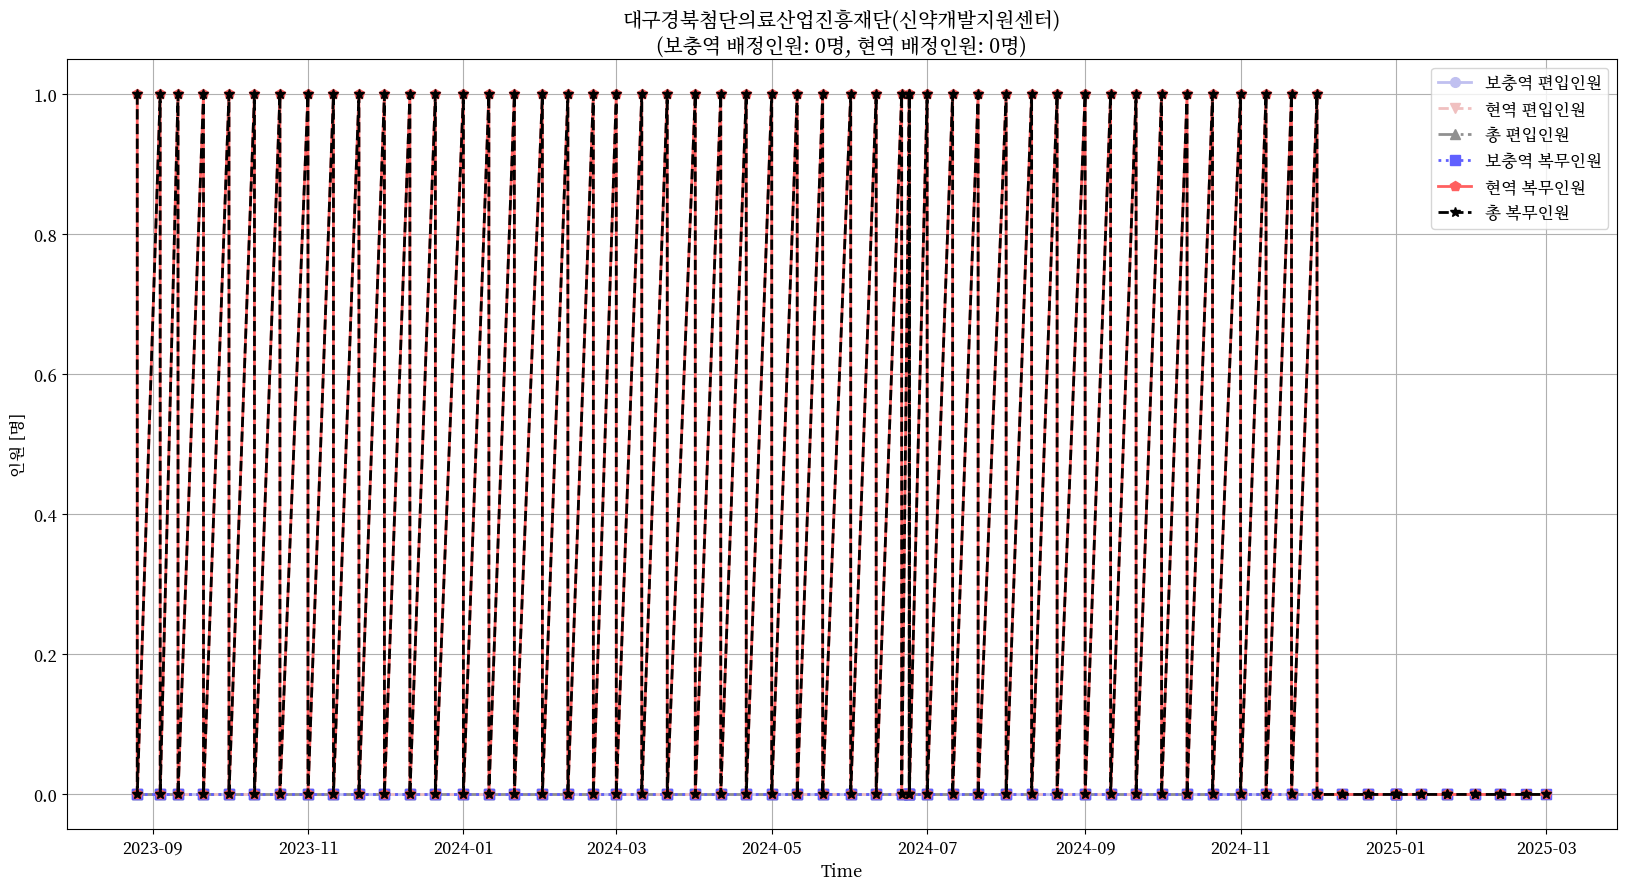 대구경북첨단의료산업진흥재단(신약개발지원센터)
(보충역 배정인원: 0명, 현역 배정인원: 0명)
보충역 편입인원
현역 편입인원
총 편입인원
보충역 복무인원
현역 복무인원
총 복무인원
1.0
0.8
0.6
0.4
0.2
0.0
인원 [명]
2023-09
2023-11
2024-01
2024-03
2024-05
2024-07
2024-09
2024-11
2025-01
2025-03
Time